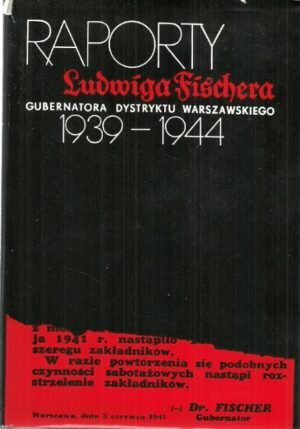 RAPORTY
Ludwiga Fischera
GUBERNATORA DYSTRYKTU WARSZAWSKIEGO
1939 – 1944
ja 1941 r. nastąpiło
szeregu zakładników.
W razie powtórzenia się podobnych
czynności sabotażowych nastąpi roz-
strzelenie zakładników.
Warszawa, dnia 3 czerwca 1941
(–) Dr. FISCHER
Gubernator